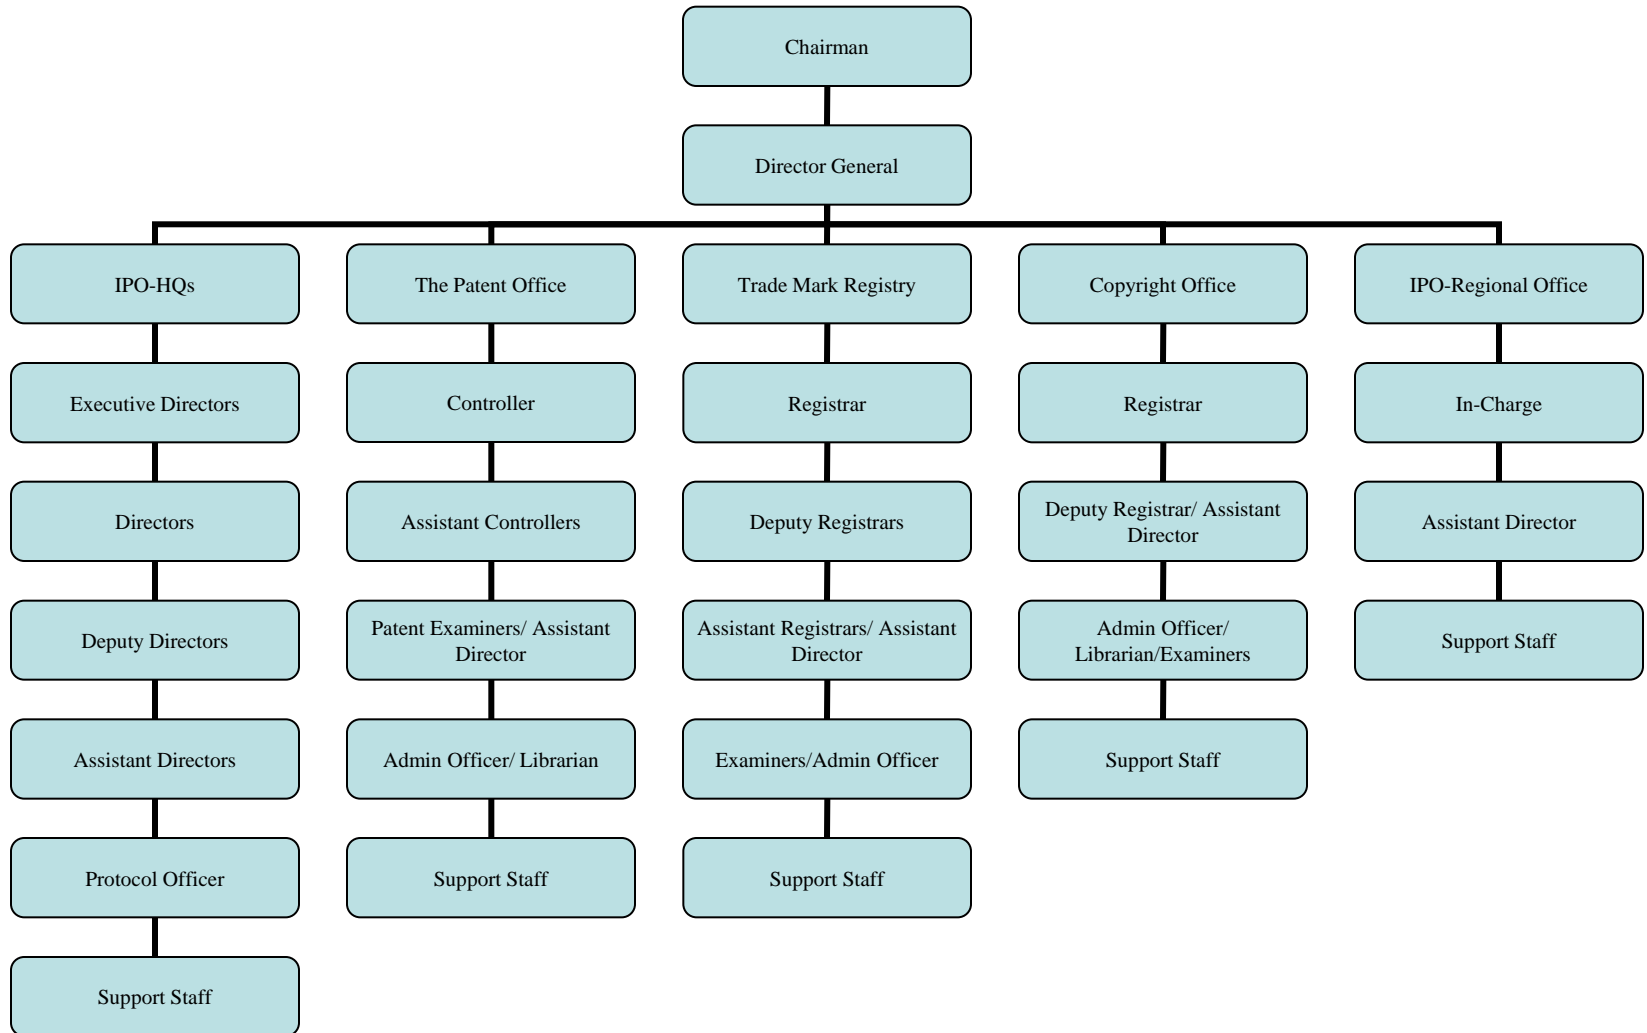 Chairman
Director General
IPO-HQs
The Patent Office
Trade Mark Registry
Copyright Office
IPO-Regional Office
Executive Directors
Controller
Registrar
Registrar
In-Charge
Directors
Assistant Controllers
Deputy Registrars
Deputy Registrar/ Assistant
Director
Assistant Director
Deputy Directors
Patent Examiners/ Assistant
Director
Assistant Registrars/ Assistant
Director
Admin Officer/
Librarian/Examiners
Support Staff
Assistant Directors
Admin Officer/ Librarian
Examiners/Admin Officer
Support Staff
Protocol Officer
Support Staff
Support Staff
Support Staff